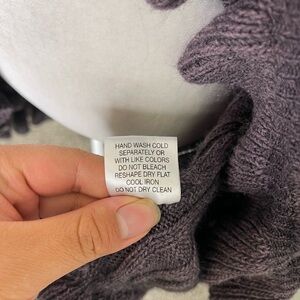 HAND WASH COLD
SEPARATELY OR
WITH LIKE COLORS
DO NOT BLEACH
RESHAPE DRY FLAT
COOL IRON
DO NOT DRY CLEAN